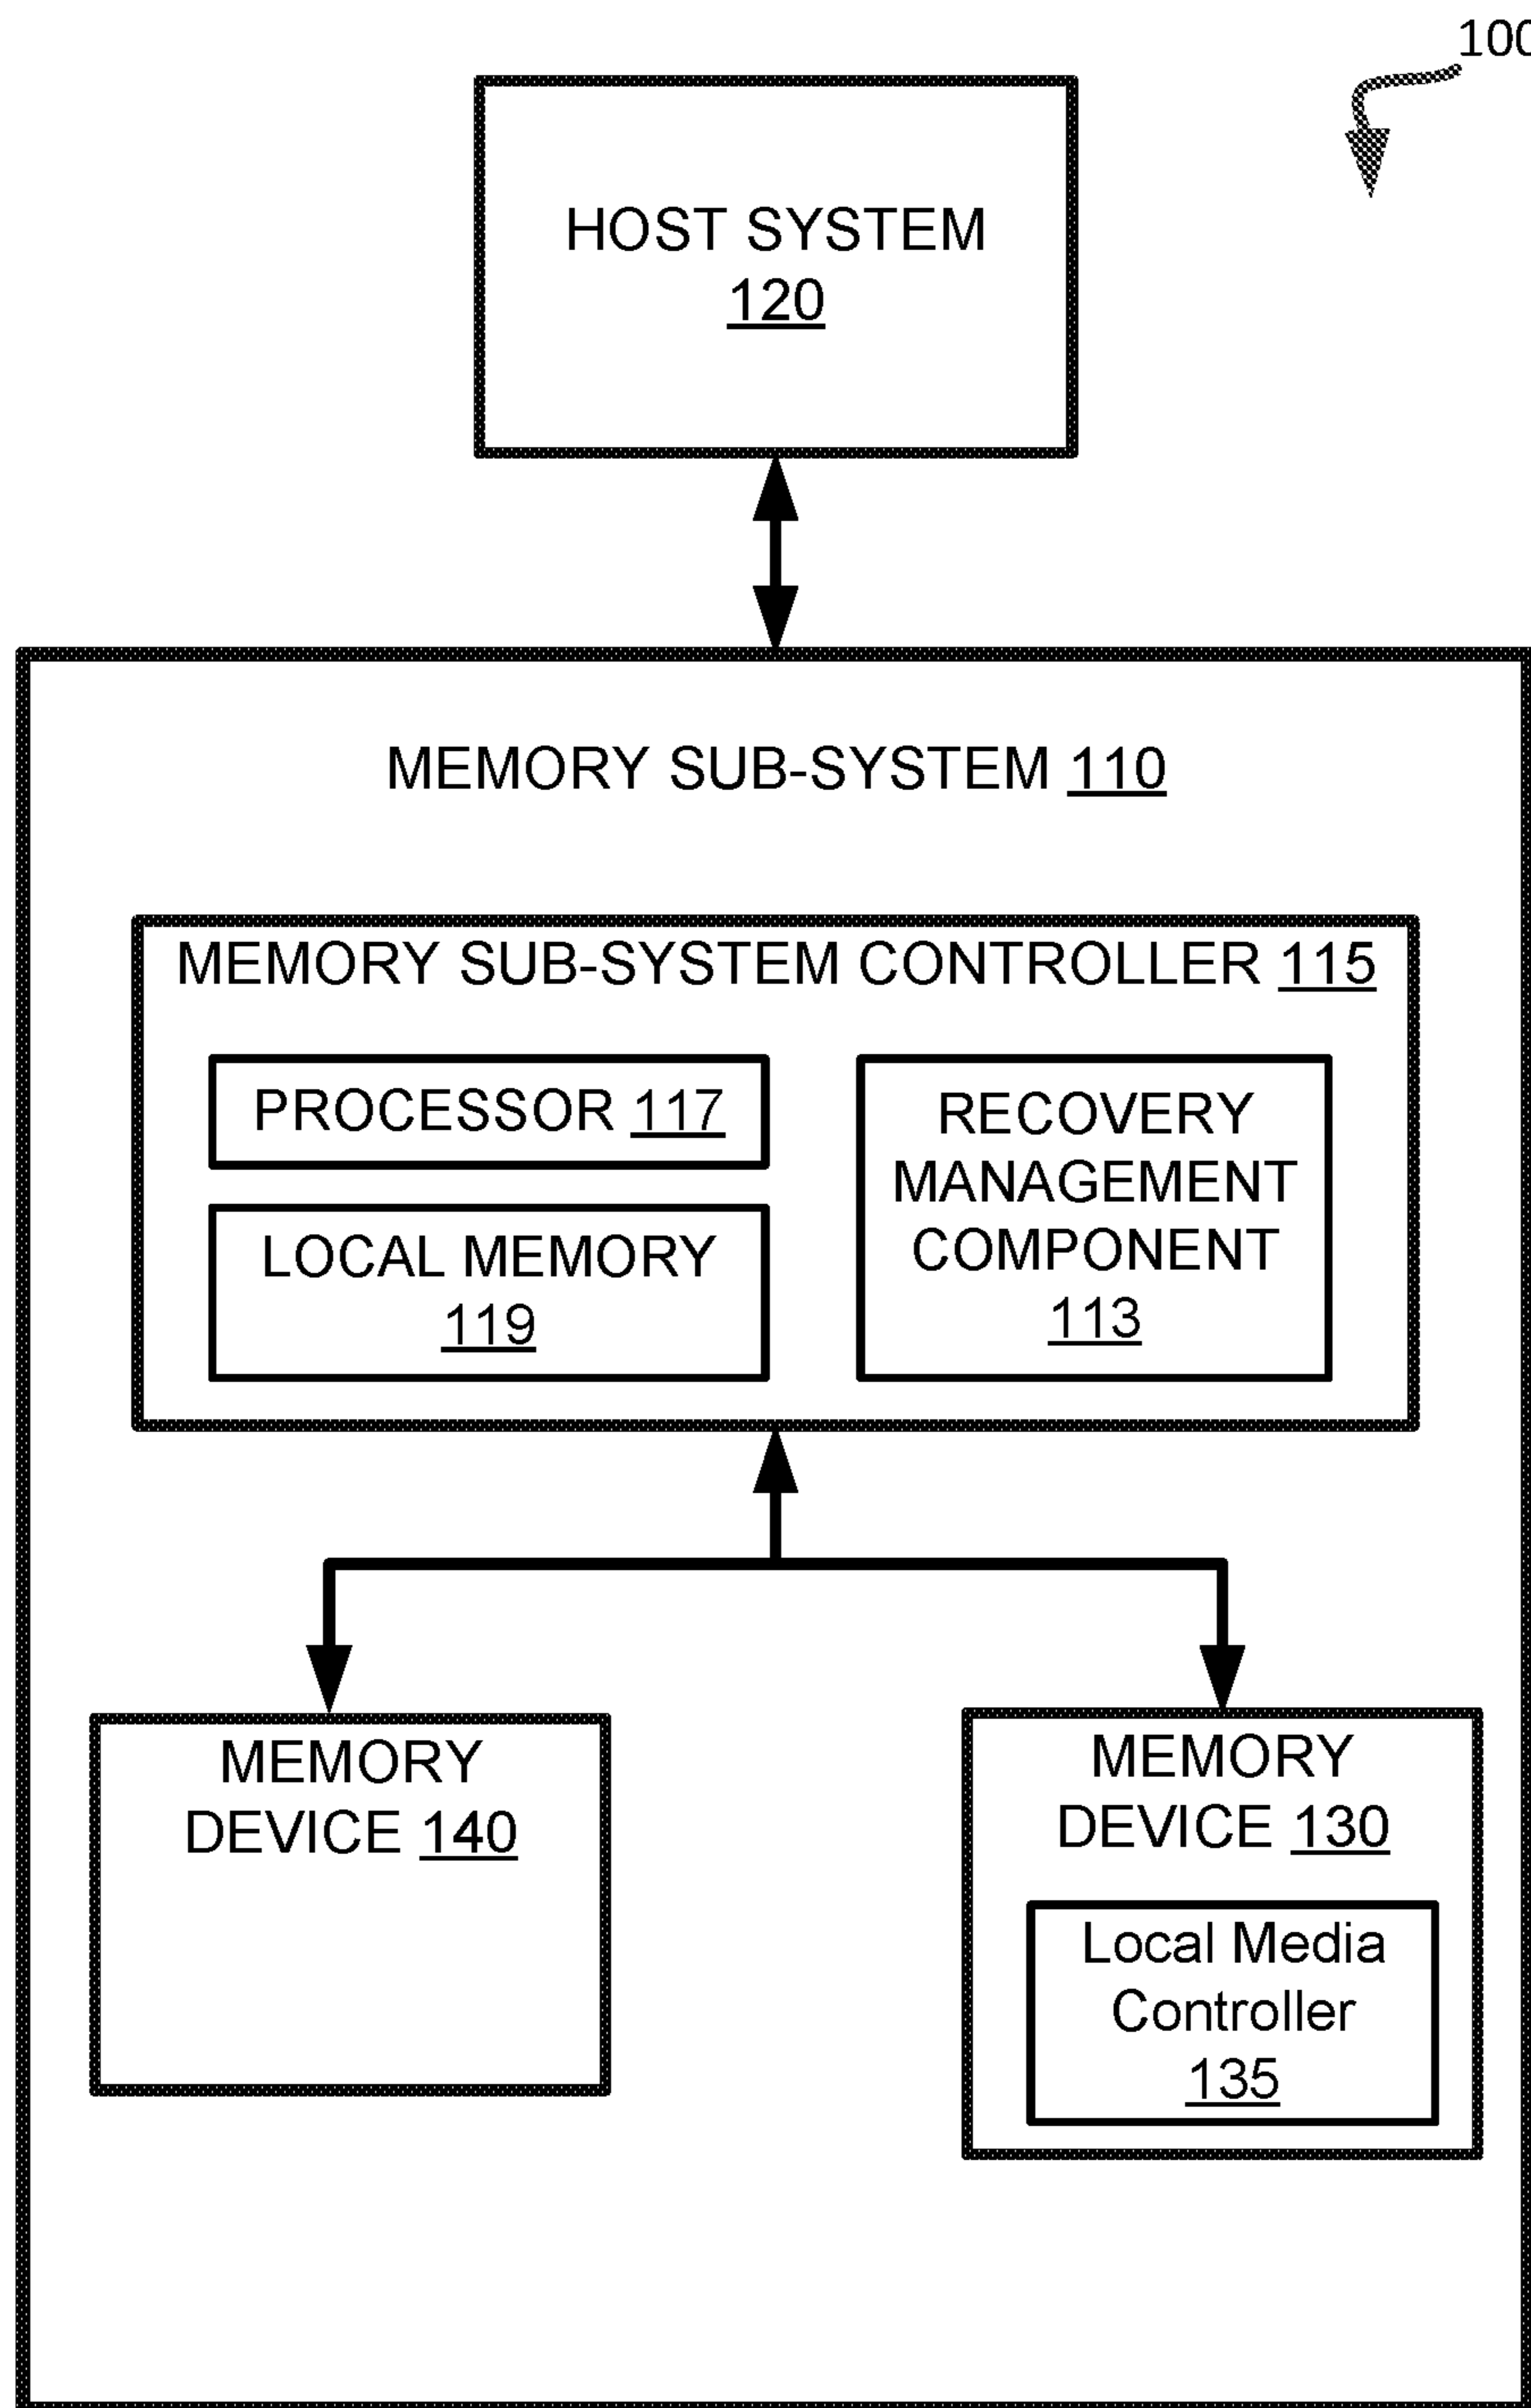 100
HOST SYSTEM
120
MEMORY SUB-SYSTEM 110
MEMORY SUB-SYSTEM CONTROLLER 115
PROCESSOR 117
LOCAL MEMORY
119
RECOVERY
MANAGEMENT
COMPONENT
113
MEMORY
DEVICE 140
MEMORY
DEVICE 130
Local Media
Controller
135